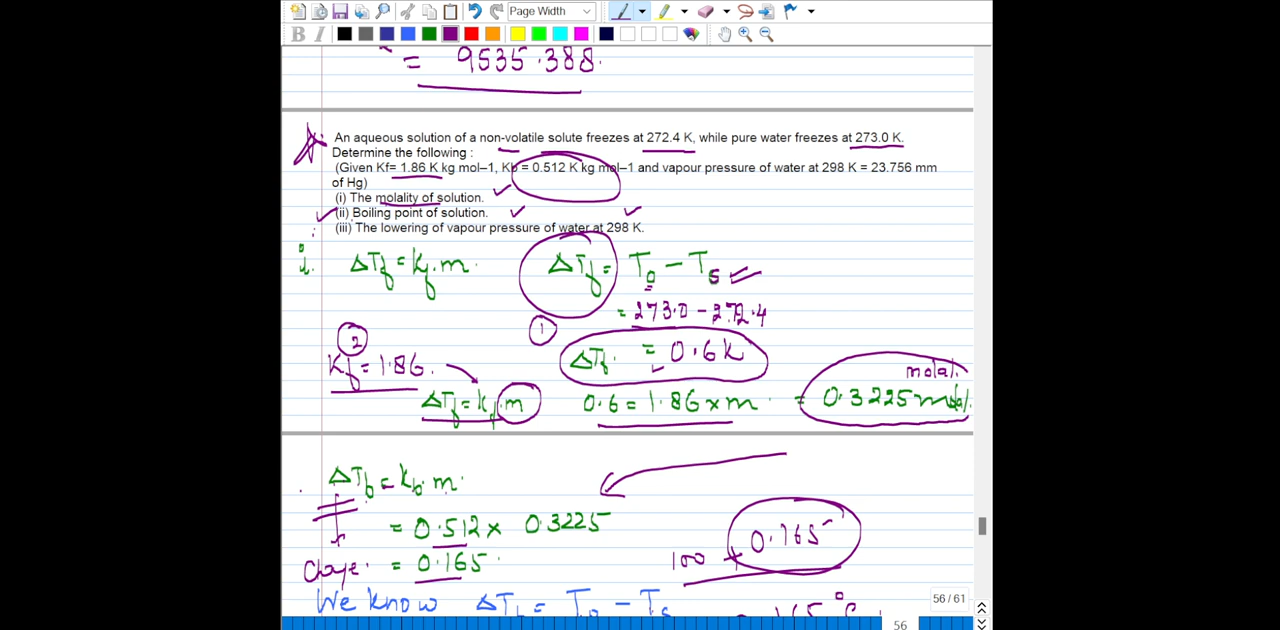 Page Width
B I
= 9535.388.
An aqueous solution of a non-volatile solute freezes at 272.4 K, while pure water freezes at 273.0 K.
Determine the following :
(Given Kf= 1.86 K kg mol–1, Kb = 0.512 K kg mol–1 and vapour pressure of water at 298 K = 23.756 mm
of Hg)
(i) The molality of solution.
(ii) Boiling point of solution.
(iii) The lowering of vapour pressure of water at 298 K.
i. ΔTf = Kf.m. ΔTf = T0 - Ts
= 273.0 - 272.4
① ②
ΔTf = 0.6K
Kf = 1.86.
molal.
ΔTf = Kf.m 0.6 = 1.86 x m = 0.3225 molal.
ΔTb = Kb.m.
= 0.512 x 0.3225
100 + 0.165
= 0.165
We know
56/61
56